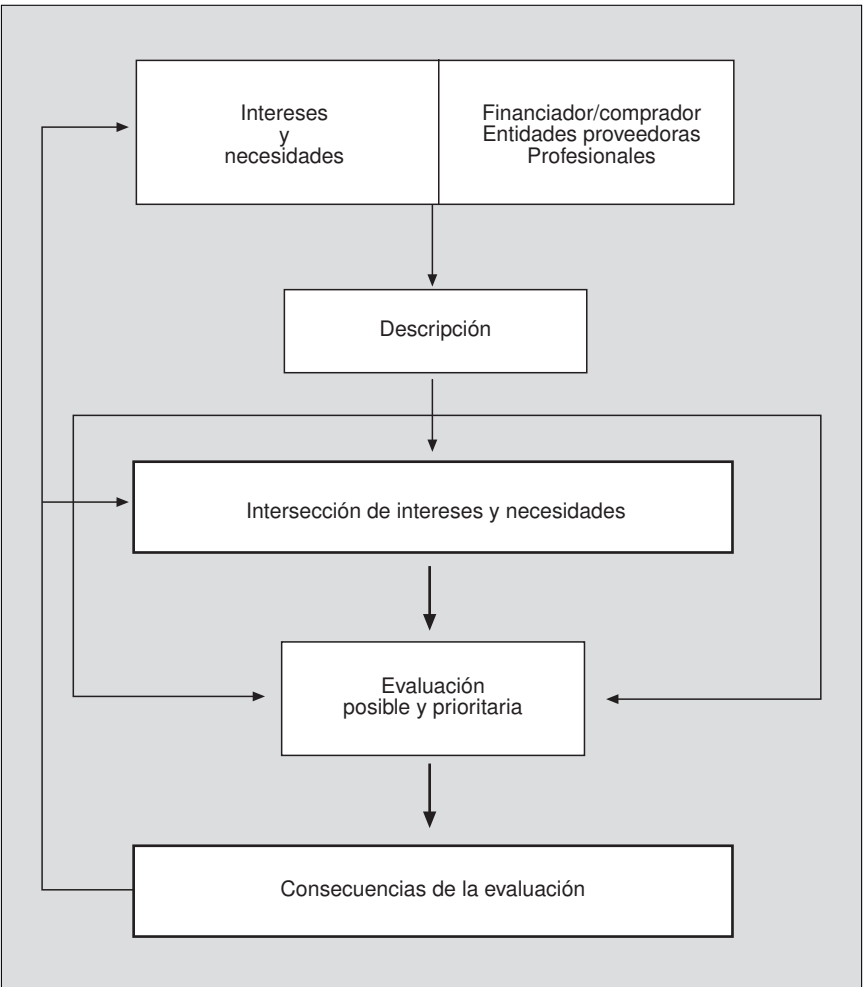 Intereses
y
necesidades
Financiador/comprador
Entidades proveedoras
Profesionales
Descripción
Intersección de intereses y necesidades
Evaluación
posible y prioritaria
Consecuencias de la evaluación